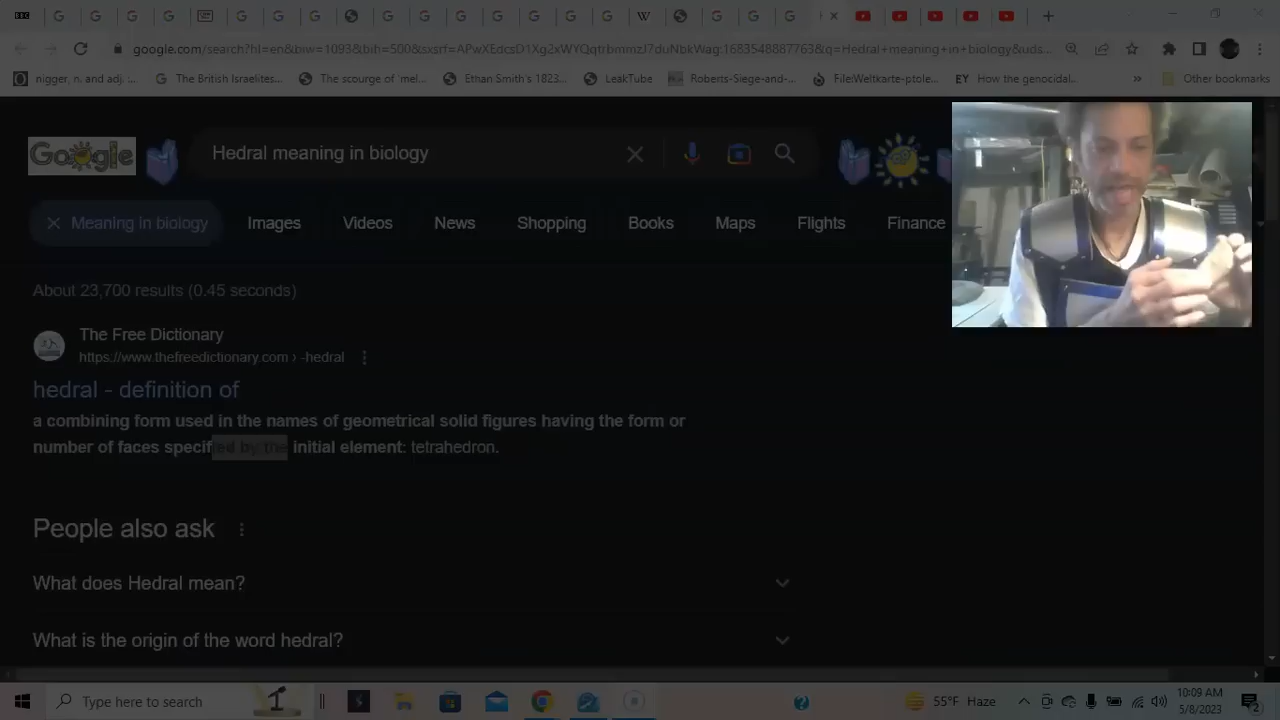 BBC
google.com/search?hl=en&biw=1093&bih=500&sxsrf=APwXEdcsD1Xg2xWYQqtrbmmzJ7duNbkWag:1683548887763&q=Hedral+meaning+in+biology&uds...
nigger, n. and adj. ...
The British Israelites...
The scourge of 'mel...
Ethan Smith's 1823...
LeakTube
Roberts-Siege-and-...
File:Weltkarte-ptole...
EY How the genocidal...
»
Other bookmarks
Google
Hedral meaning in biology
Meaning in biology Images Videos News Shopping Books Maps Flights Finance
About 23,700 results (0.45 seconds)
The Free Dictionary
https://www.thefreedictionary.com › -hedral
hedral - definition of
a combining form used in the names of geometrical solid figures having the form or
number of faces specified by the initial element: tetrahedron.
People also ask
What does Hedral mean?
What is the origin of the word hedral?
Type here to search
55°F Haze
10:09 AM
5/8/2023
2